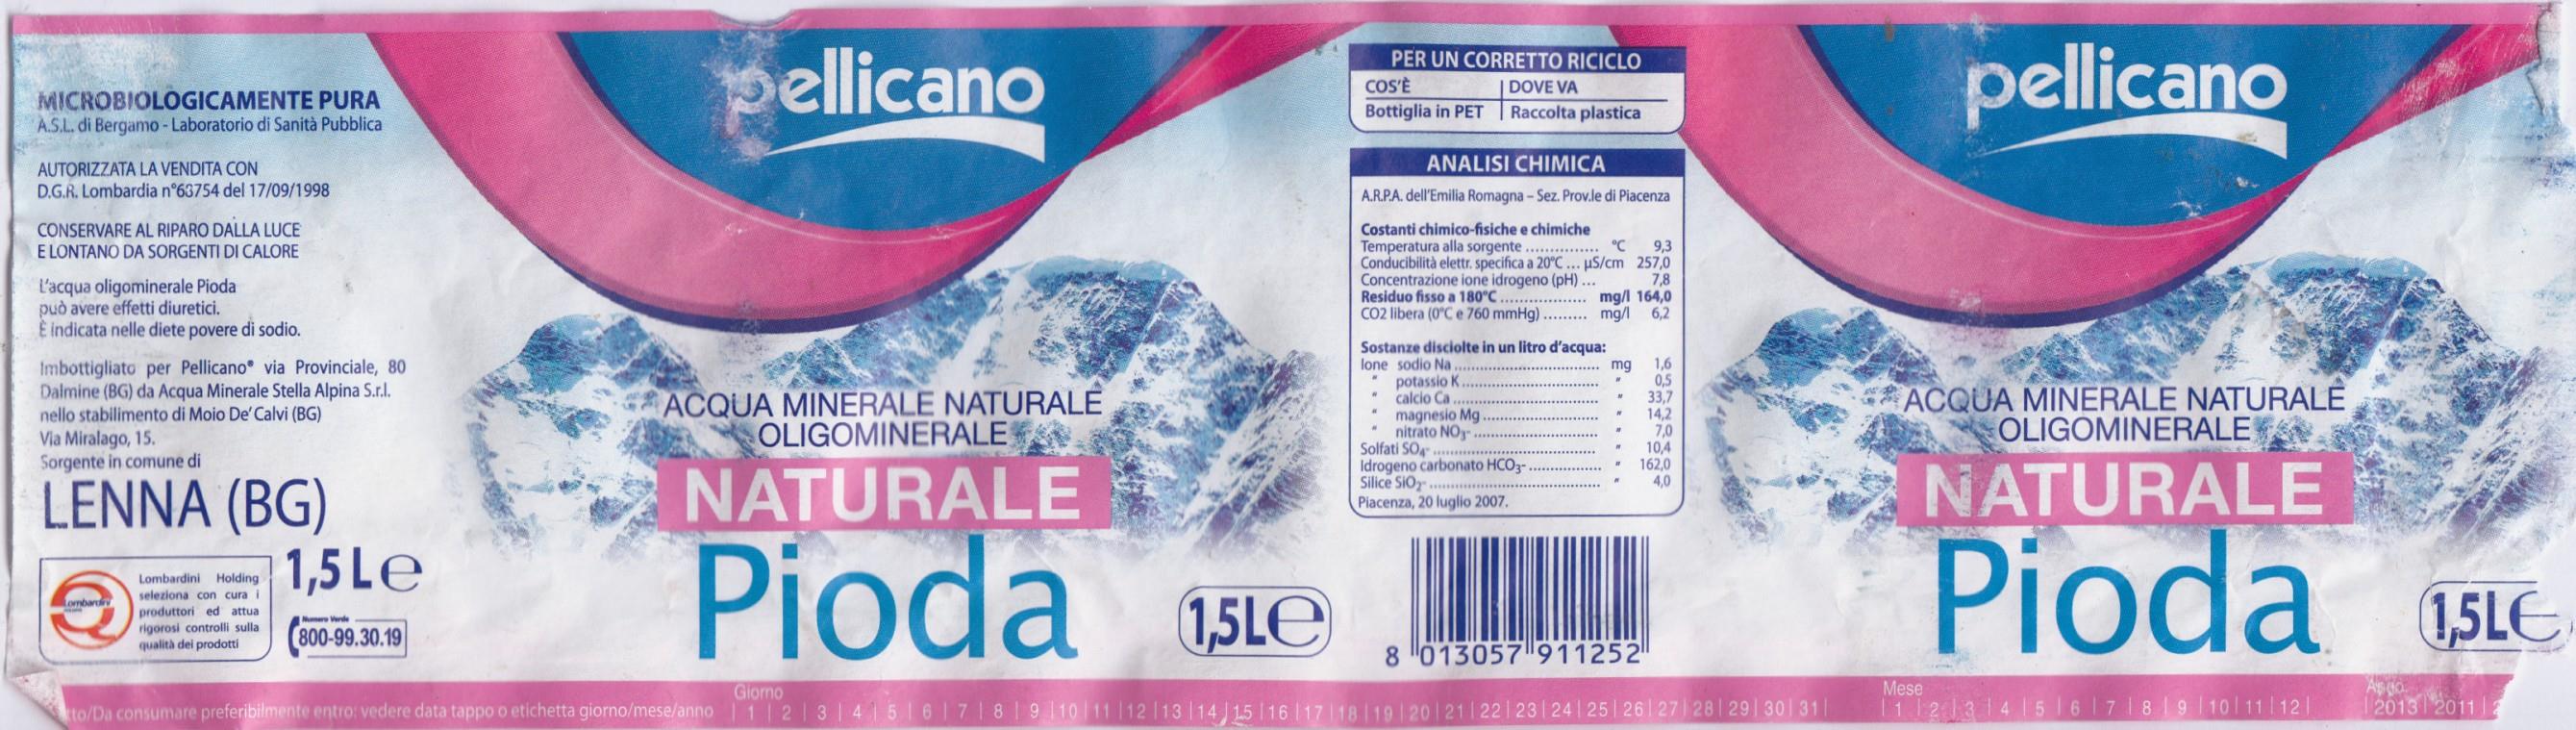 MICROBIOLOGICAMENTE PURA
A.S.L. di Bergamo - Laboratorio di Sanità Pubblica
AUTORIZZATA LA VENDITA CON
D.G.R. Lombardia n°63754 del 17/09/1998
CONSERVARE AL RIPARO DALLA LUCE
E LONTANO DA SORGENTI DI CALORE
L'acqua oligominerale Pioda
può avere effetti diuretici.
È indicata nelle diete povere di sodio.
Imbottigliato per Pellicano® via Provinciale, 80
Dalmine (BG) da Acqua Minerale Stella Alpina S.r.l.
nello stabilimento di Moio De' Calvi (BG)
Via Miralago, 15.
Sorgente in comune di
LENNA (BG)
Lombardini
Lombardini Holding
seleziona con cura i
produttori ed attua
rigorosi controlli sulla
qualità dei prodotti
1,5 L e
Numero Verde
800-99.30.19
pellicano
ACQUA MINERALE NATURALE
OLIGOMINERALE
NATURALE
Pioda
1,5L e
PER UN CORRETTO RICICLO
COS'È | DOVE VA
Bottiglia in PET | Raccolta plastica
ANALISI CHIMICA
A.R.P.A. dell'Emilia Romagna – Sez. Prov.le di Piacenza
Costanti chimico-fisiche e chimiche
Temperatura alla sorgente ............... °C 9,3
Conducibilità elettr. specifica a 20°C ... µS/cm 257,0
Concentrazione ione idrogeno (pH) ... 7,8
Residuo fisso a 180°C .................. mg/l 164,0
CO2 libera (0°C e 760 mmHg) ......... mg/l 6,2
Sostanze disciolte in un litro d'acqua:
Ione sodio Na .................................. mg 1,6
" potassio K ................................ " 0,5
" calcio Ca .................................. " 33,7
" magnesio Mg ........................... " 14,2
" nitrato NO3- ............................. " 7,0
Solfati SO4- ...................................... " 10,4
Idrogeno carbonato HCO3- ................. " 162,0
Silice SiO2- ........................................ " 4,0
Piacenza, 20 luglio 2007.
8 013057 911252
pellicano
ACQUA MINERALE NATURALE
OLIGOMINERALE
NATURALE
Pioda
1,5L e
tto/Da consumare preferibilmente entro: vedere data tappo o etichetta giorno/mese/anno
Giorno
| 1 | 2 | 3 | 4 | 5 | 6 | 7 | 8 | 9 | 10 | 11 | 12 | 13 | 14 | 15 | 16 | 17 | 18 | 19 | 20 | 21 | 22 | 23 | 24 | 25 | 26 | 27 | 28 | 29 | 30 | 31 |
Mese
| 1 | 2 | 3 | 4 | 5 | 6 | 7 | 8 | 9 | 10 | 11 | 12 |
Anno
| 2013 | 2011 |